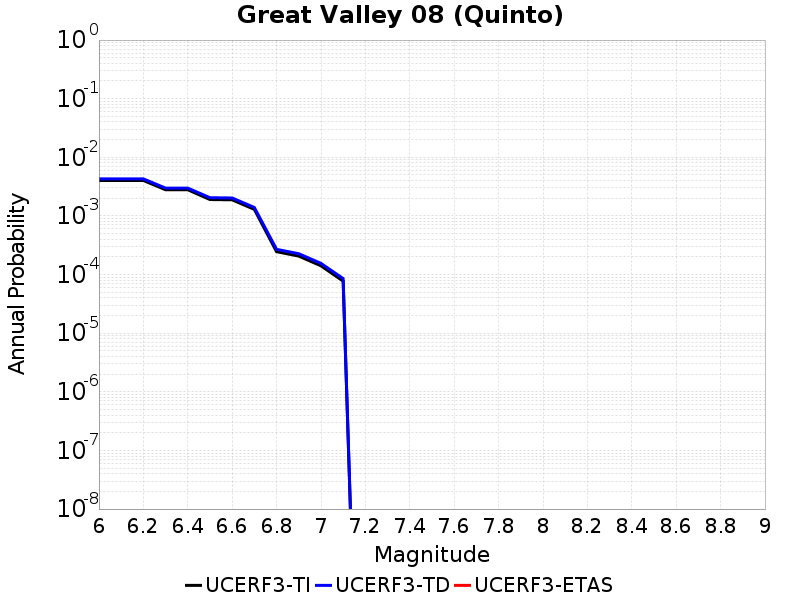 Great Valley 08 (Quinto)
Annual Probability
10^0
10^-1
10^-2
10^-3
10^-4
10^-5
10^-6
10^-7
10^-8
6 6.2 6.4 6.6 6.8 7 7.2 7.4 7.6 7.8 8 8.2 8.4 8.6 8.8 9
Magnitude
UCERF3-TI UCERF3-TD UCERF3-ETAS